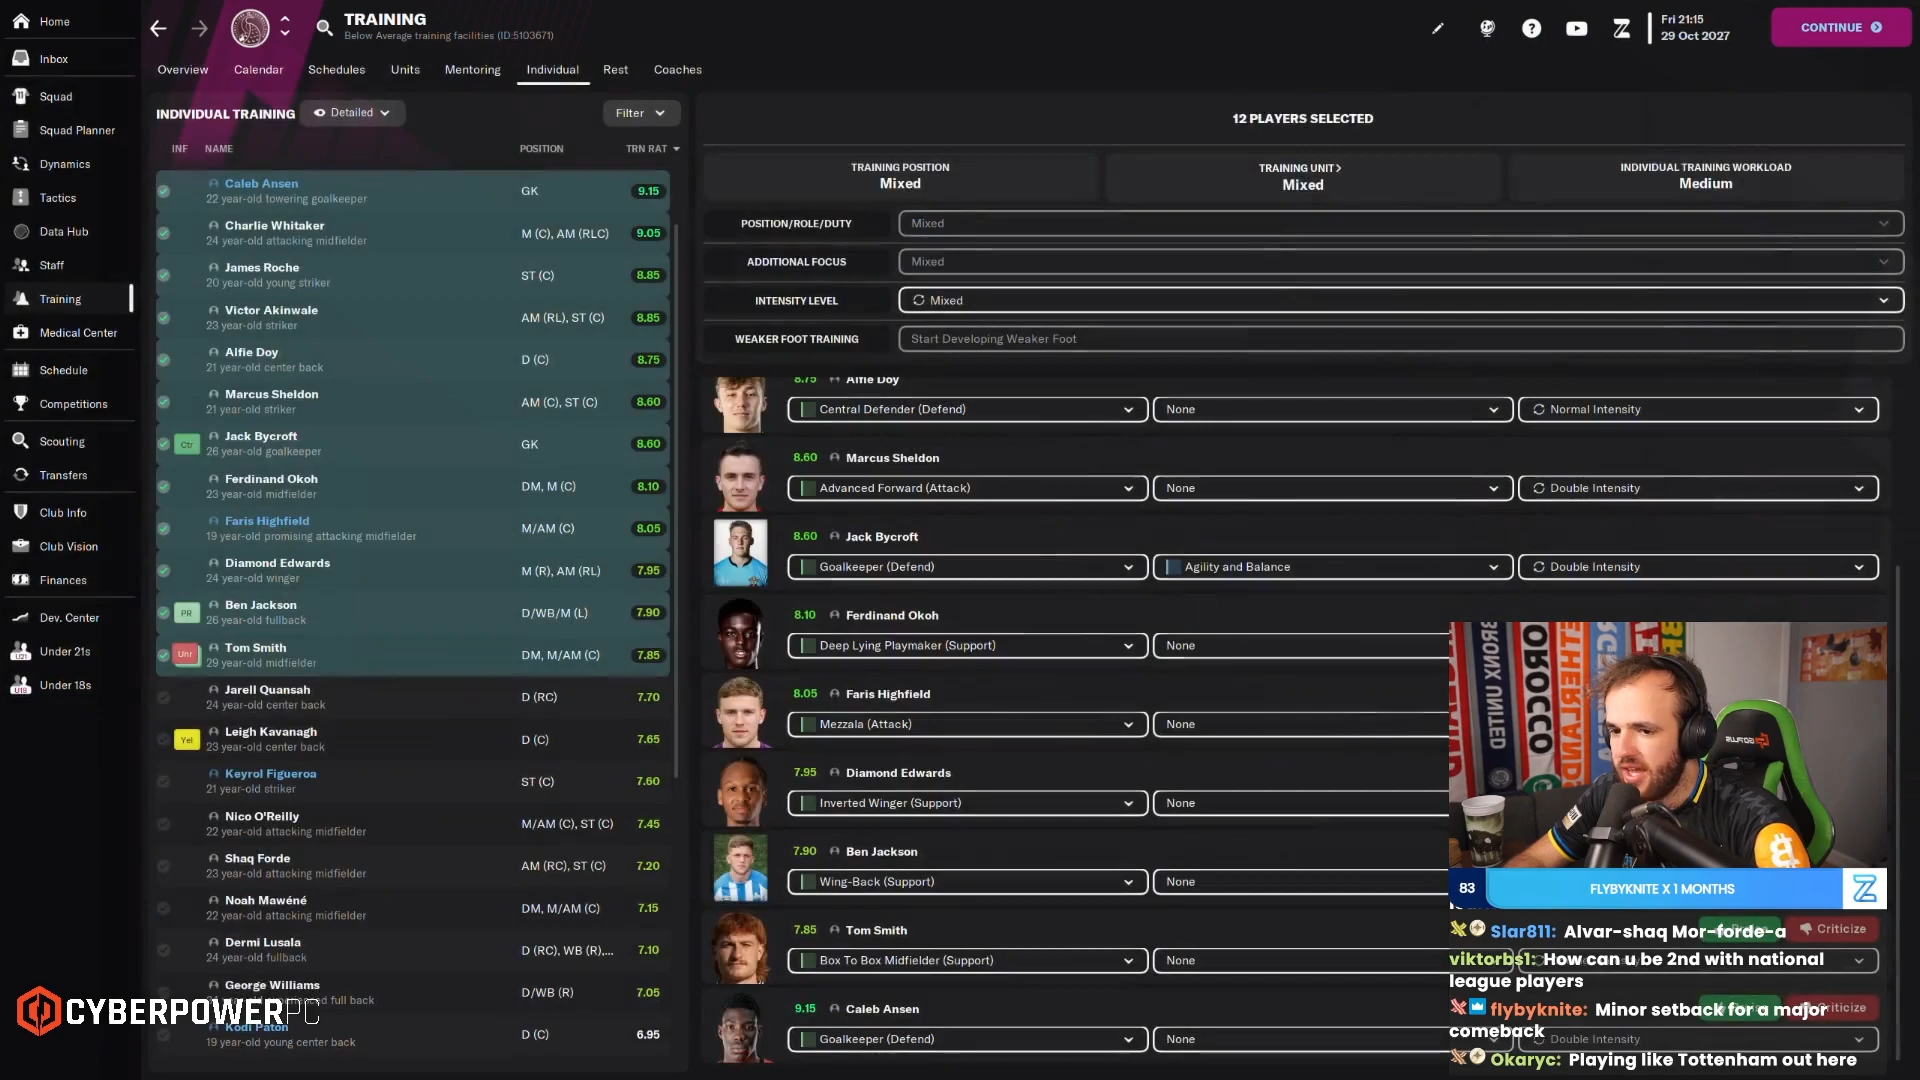 Home
Inbox
Squad
Squad Planner
Dynamics
Tactics
Data Hub
Staff
Training
Medical Center
Schedule
Competitions
Scouting
Transfers
Club Info
Club Vision
Finances
Dev. Center
Under 21s
Under 18s
TRAINING
Below Average training facilities (ID:5103671)
Fri 21:15
29 Oct 2027
CONTINUE
Overview Calendar Schedules Units Mentoring Individual Rest Coaches
INDIVIDUAL TRAINING Detailed Filter
INF NAME POSITION TRN RAT
Caleb Ansen
22 year-old towering goalkeeper
GK 9.15
Charlie Whitaker
24 year-old attacking midfielder
M (C), AM (RLC) 9.05
James Roche
20 year-old young striker
ST (C) 8.85
Victor Akinwale
23 year-old striker
AM (RL), ST (C) 8.85
Alfie Doy
21 year-old center back
D (C) 8.75
Marcus Sheldon
21 year-old striker
AM (C), ST (C) 8.60
Ctr Jack Bycroft
26 year-old goalkeeper
GK 8.60
Ferdinand Okoh
23 year-old midfielder
DM, M (C) 8.10
Faris Highfield
19 year-old promising attacking midfielder
M/AM (C) 8.05
Diamond Edwards
24 year-old winger
M (R), AM (RL) 7.95
PR Ben Jackson
26 year-old fullback
D/WB/M (L) 7.90
Unr Tom Smith
29 year-old midfielder
DM, M/AM (C) 7.85
Jarell Quansah
24 year-old center back
D (RC) 7.70
Yel Leigh Kavanagh
23 year-old center back
D (C) 7.65
Keyrol Figueroa
21 year-old striker
ST (C) 7.60
Nico O'Reilly
22 year-old attacking midfielder
M/AM (C), ST (C) 7.45
Shaq Forde
23 year-old attacking midfielder
AM (RC), ST (C) 7.20
Noah Mawéné
22 year-old attacking midfielder
DM, M/AM (C) 7.15
Dermi Lusala
24 year-old fullback
D (RC), WB (R),... 7.10
George Williams
experienced full back
D/WB (R) 7.05
Kodi Paton
19 year-old young center back
D (C) 6.95
CYBERPOWERPC
12 PLAYERS SELECTED
TRAINING POSITION
Mixed
TRAINING UNIT>
Mixed
INDIVIDUAL TRAINING WORKLOAD
Medium
POSITION/ROLE/DUTY Mixed
ADDITIONAL FOCUS Mixed
INTENSITY LEVEL Mixed
WEAKER FOOT TRAINING Start Developing Weaker Foot
8.75 Alfie Doy
Central Defender (Defend) None Normal Intensity
8.60 Marcus Sheldon
Advanced Forward (Attack) None Double Intensity
8.60 Jack Bycroft
Goalkeeper (Defend) Agility and Balance Double Intensity
8.10 Ferdinand Okoh
Deep Lying Playmaker (Support) None
8.05 Faris Highfield
Mezzala (Attack) None
7.95 Diamond Edwards
Inverted Winger (Support) None
7.90 Ben Jackson
Wing-Back (Support) None
7.85 Tom Smith
Box To Box Midfielder (Support) None
9.15 Caleb Ansen
Goalkeeper (Defend) None Double Intensity
BRONX UNITED
OROCCO
ETHERLANDS
83 FLYBYKNITE X 1 MONTHS
Slar811: Alvar-shaq Mor-forde-a
Criticize
viktorbs1: How can u be 2nd with national
league players
flybyknite: Minor setback for a major
comeback
Criticize
Okaryc: Playing like Tottenham out here